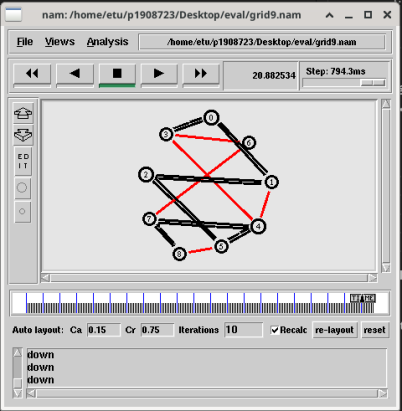 nam: /home/etu/p1908723/Desktop/eval/grid9.nam
File Views Analysis /home/etu/p1908723/Desktop/eval/grid9.nam
20.882534 Step: 794.3ms
E D
I T
0
3
6
2
1
7
4
5
8
TIME
Auto layout: Ca 0.15 Cr 0.75 Iterations 10 Recalc re-layout reset
down
down
down